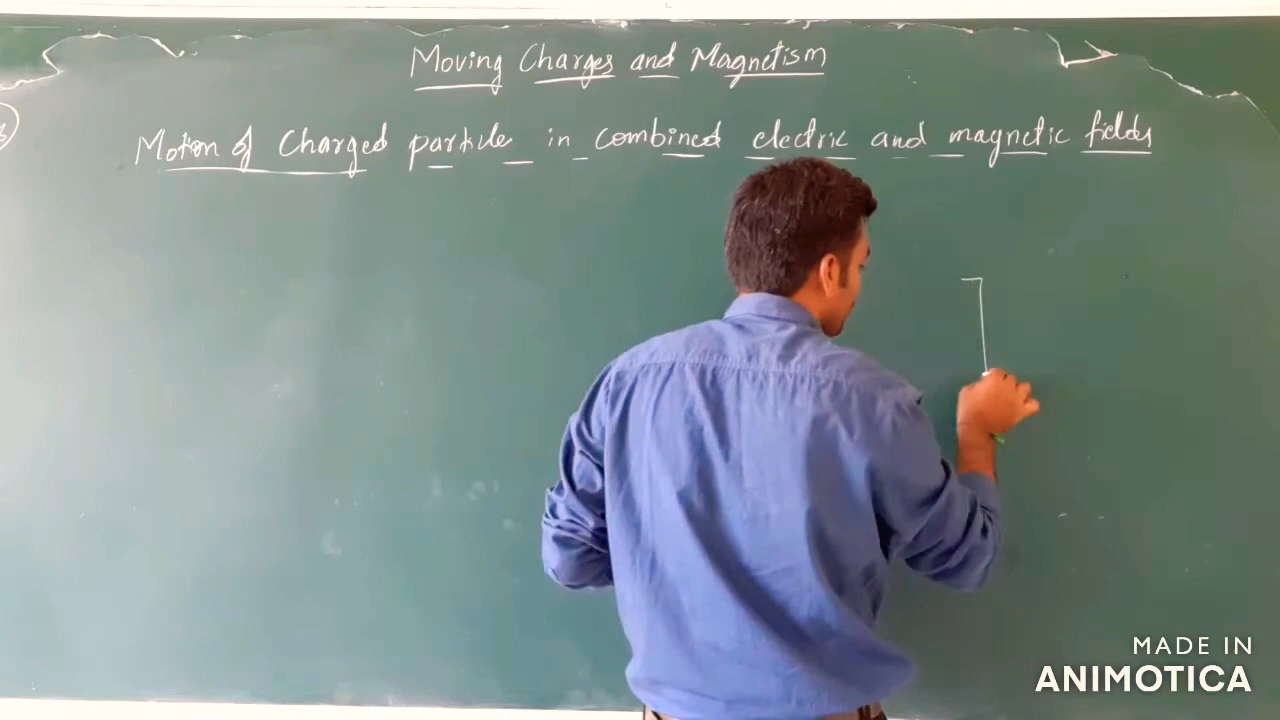 Moving Charges and Magnetism
Motion of Charged particle in combined electric and magnetic fields
MADE IN
ANIMOTICA